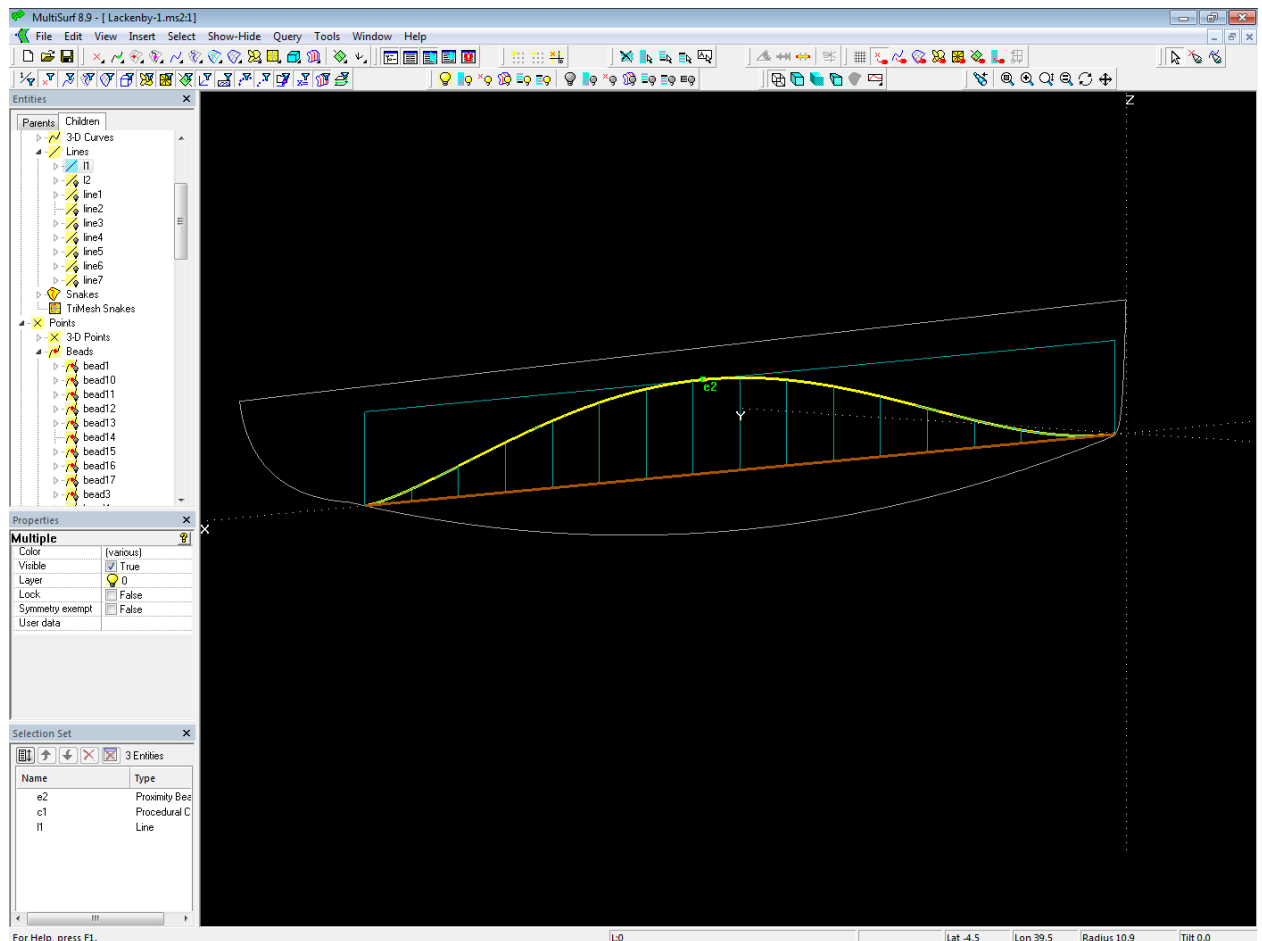 MultiSurf 8.9 - [ Lackenby-1.ms2:1]
File Edit View Insert Select Show-Hide Query Tools Window Help
Entities
Parents Children
3-D Curves
Lines
l1
l2
line1
line2
line3
line4
line5
line6
line7
Snakes
TriMesh Snakes
Points
3-D Points
Beads
bead1
bead10
bead11
bead12
bead13
bead14
bead15
bead16
bead17
bead3
Properties
Multiple
Color (various)
Visible True
Layer 0
Lock False
Symmetry exempt False
User data
Selection Set
3 Entities
Name Type
e2 Proximity Bea
c1 Procedural C
l1 Line
Z
e2
Y
X
For Help, press F1.
L:0
Lat -4.5 Lon 39.5 Radius 10.9 Tilt 0.0